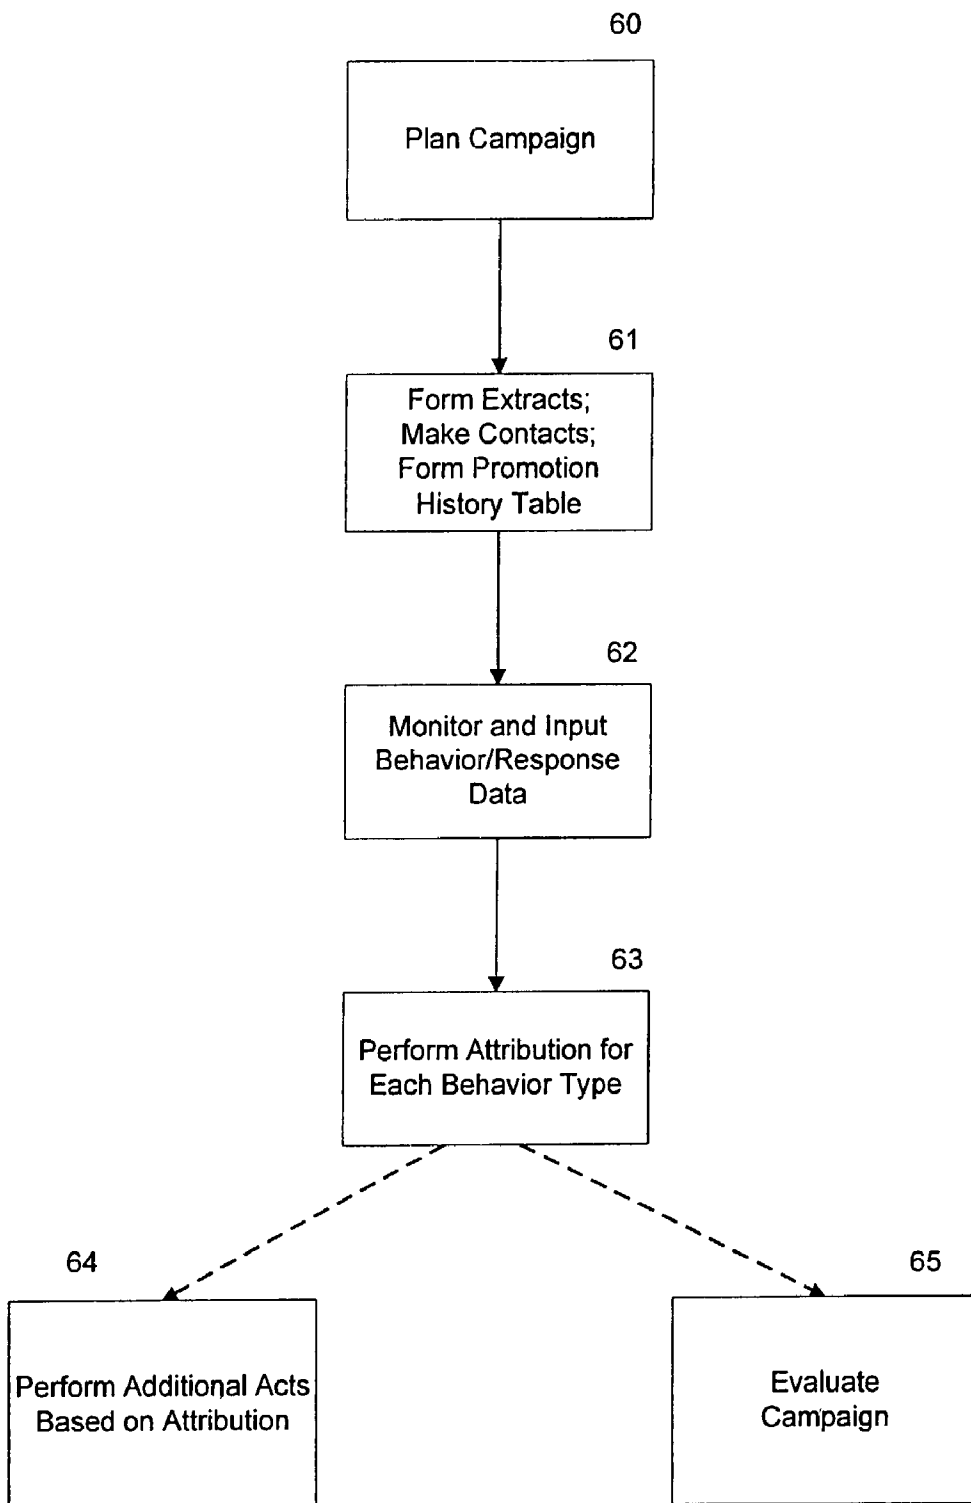 60
Plan Campaign
61
Form Extracts;
Make Contacts;
Form Promotion
History Table
62
Monitor and Input
Behavior/Response
Data
63
Perform Attribution for
Each Behavior Type
64
Perform Additional Acts
Based on Attribution
65
Evaluate
Campaign